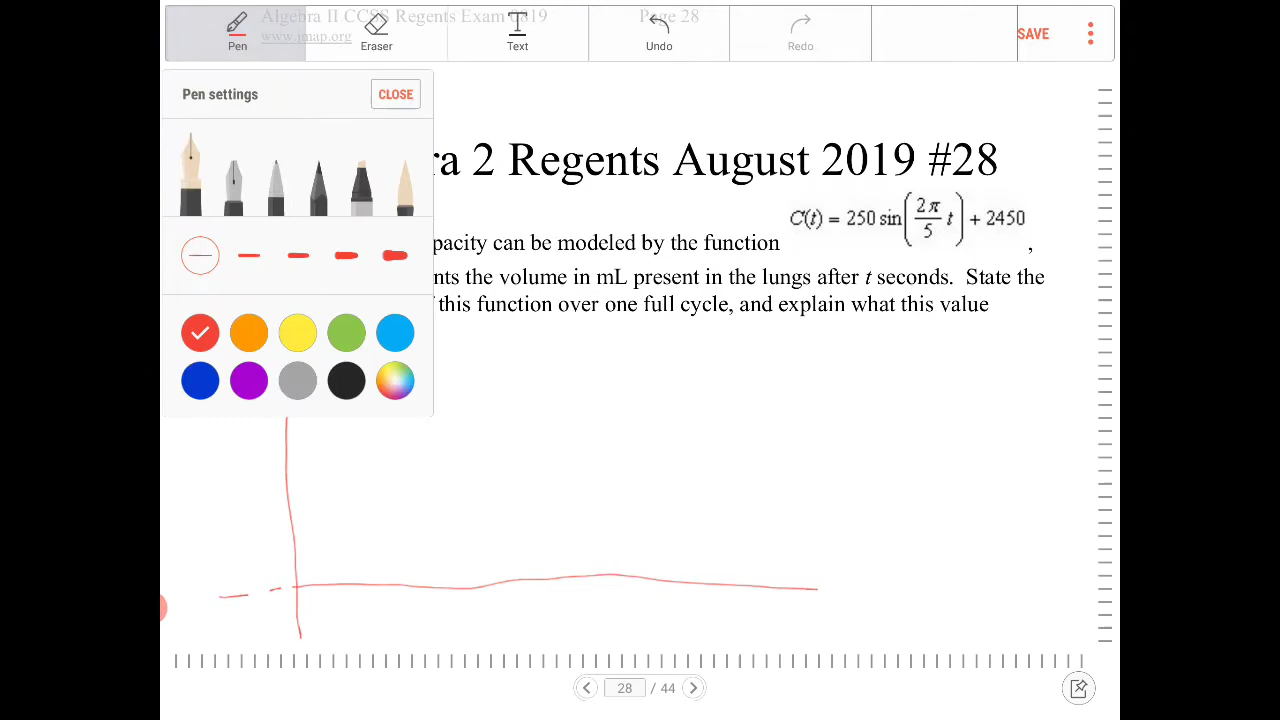 Algebra II CCSS Regents Exam 0819 Page 28
www.jmap.org
Pen
Eraser
Text
Undo
Redo
SAVE
Pen settings
CLOSE
ra 2 Regents August 2019 #28
C(t) = 250 sin(2π/5 t) + 2450
pacity can be modeled by the function ,
nts the volume in mL present in the lungs after t seconds. State the
this function over one full cycle, and explain what this value
28 / 44